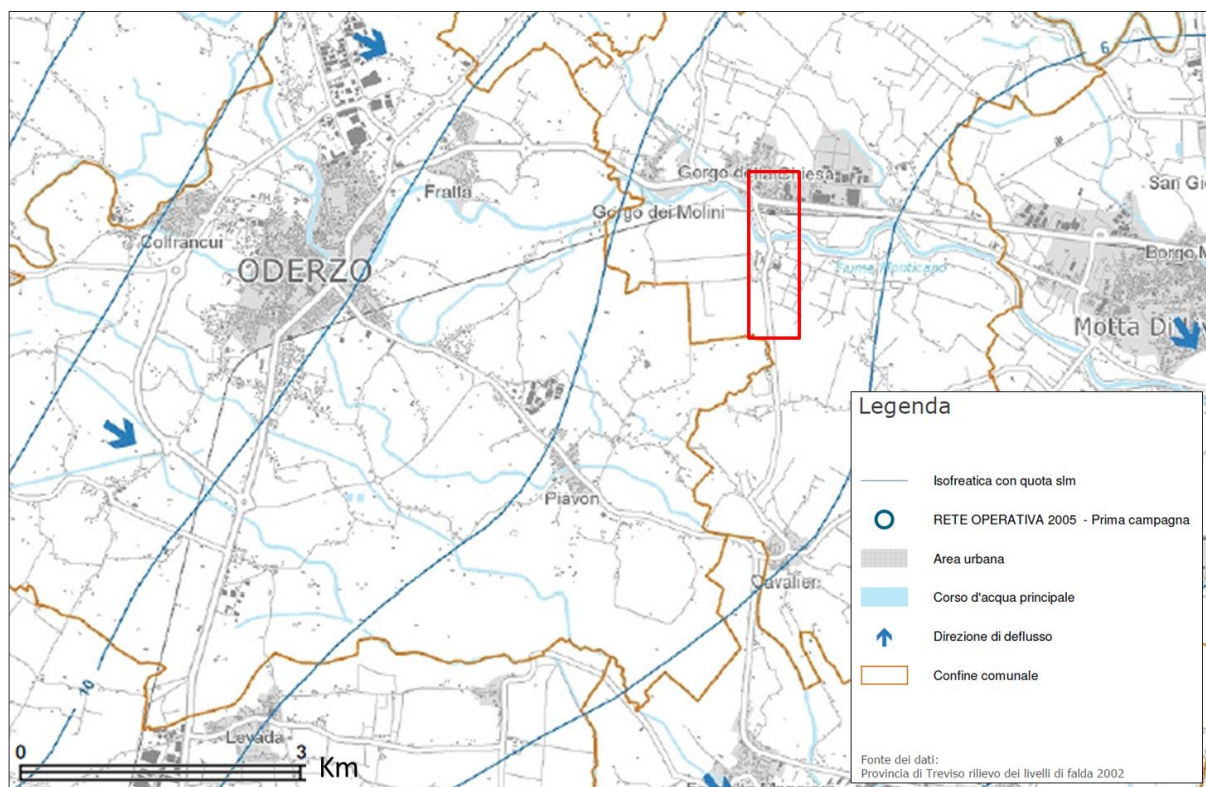 6
Fratta
Gorgo della Chiesa
San Gio
Gorgo dei Molini
Colfrancui
ODERZO
Fiume Monticano
Borgo M
Motta Di
Piavon
Cavalier
10
Levada
0 3 Km
Legenda
Isofreatica con quota slm
RETE OPERATIVA 2005 - Prima campagna
Area urbana
Corso d'acqua principale
Direzione di deflusso
Confine comunale
Fonte dei dati:
Provincia di Treviso rilievo dei livelli di falda 2002